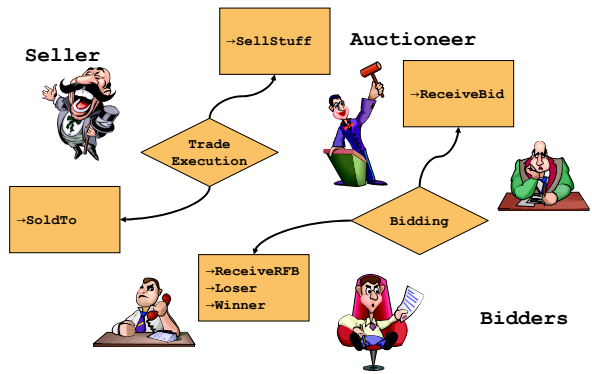 Seller
→SellStuff
Auctioneer
→ReceiveBid
Trade
Execution
→SoldTo
Bidding
→ReceiveRFB
→Loser
→Winner
Bidders